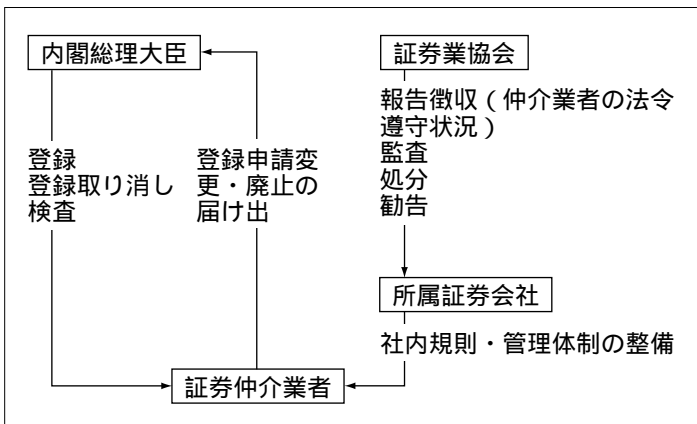 内閣総理大臣
証券業協会
報告徴収(仲介業者の法令
遵守状況)
監査
処分
勧告
登録
登録取り消し
検査
登録申請変
更・廃止の
届け出
所属証券会社
社内規則・管理体制の整備
証券仲介業者